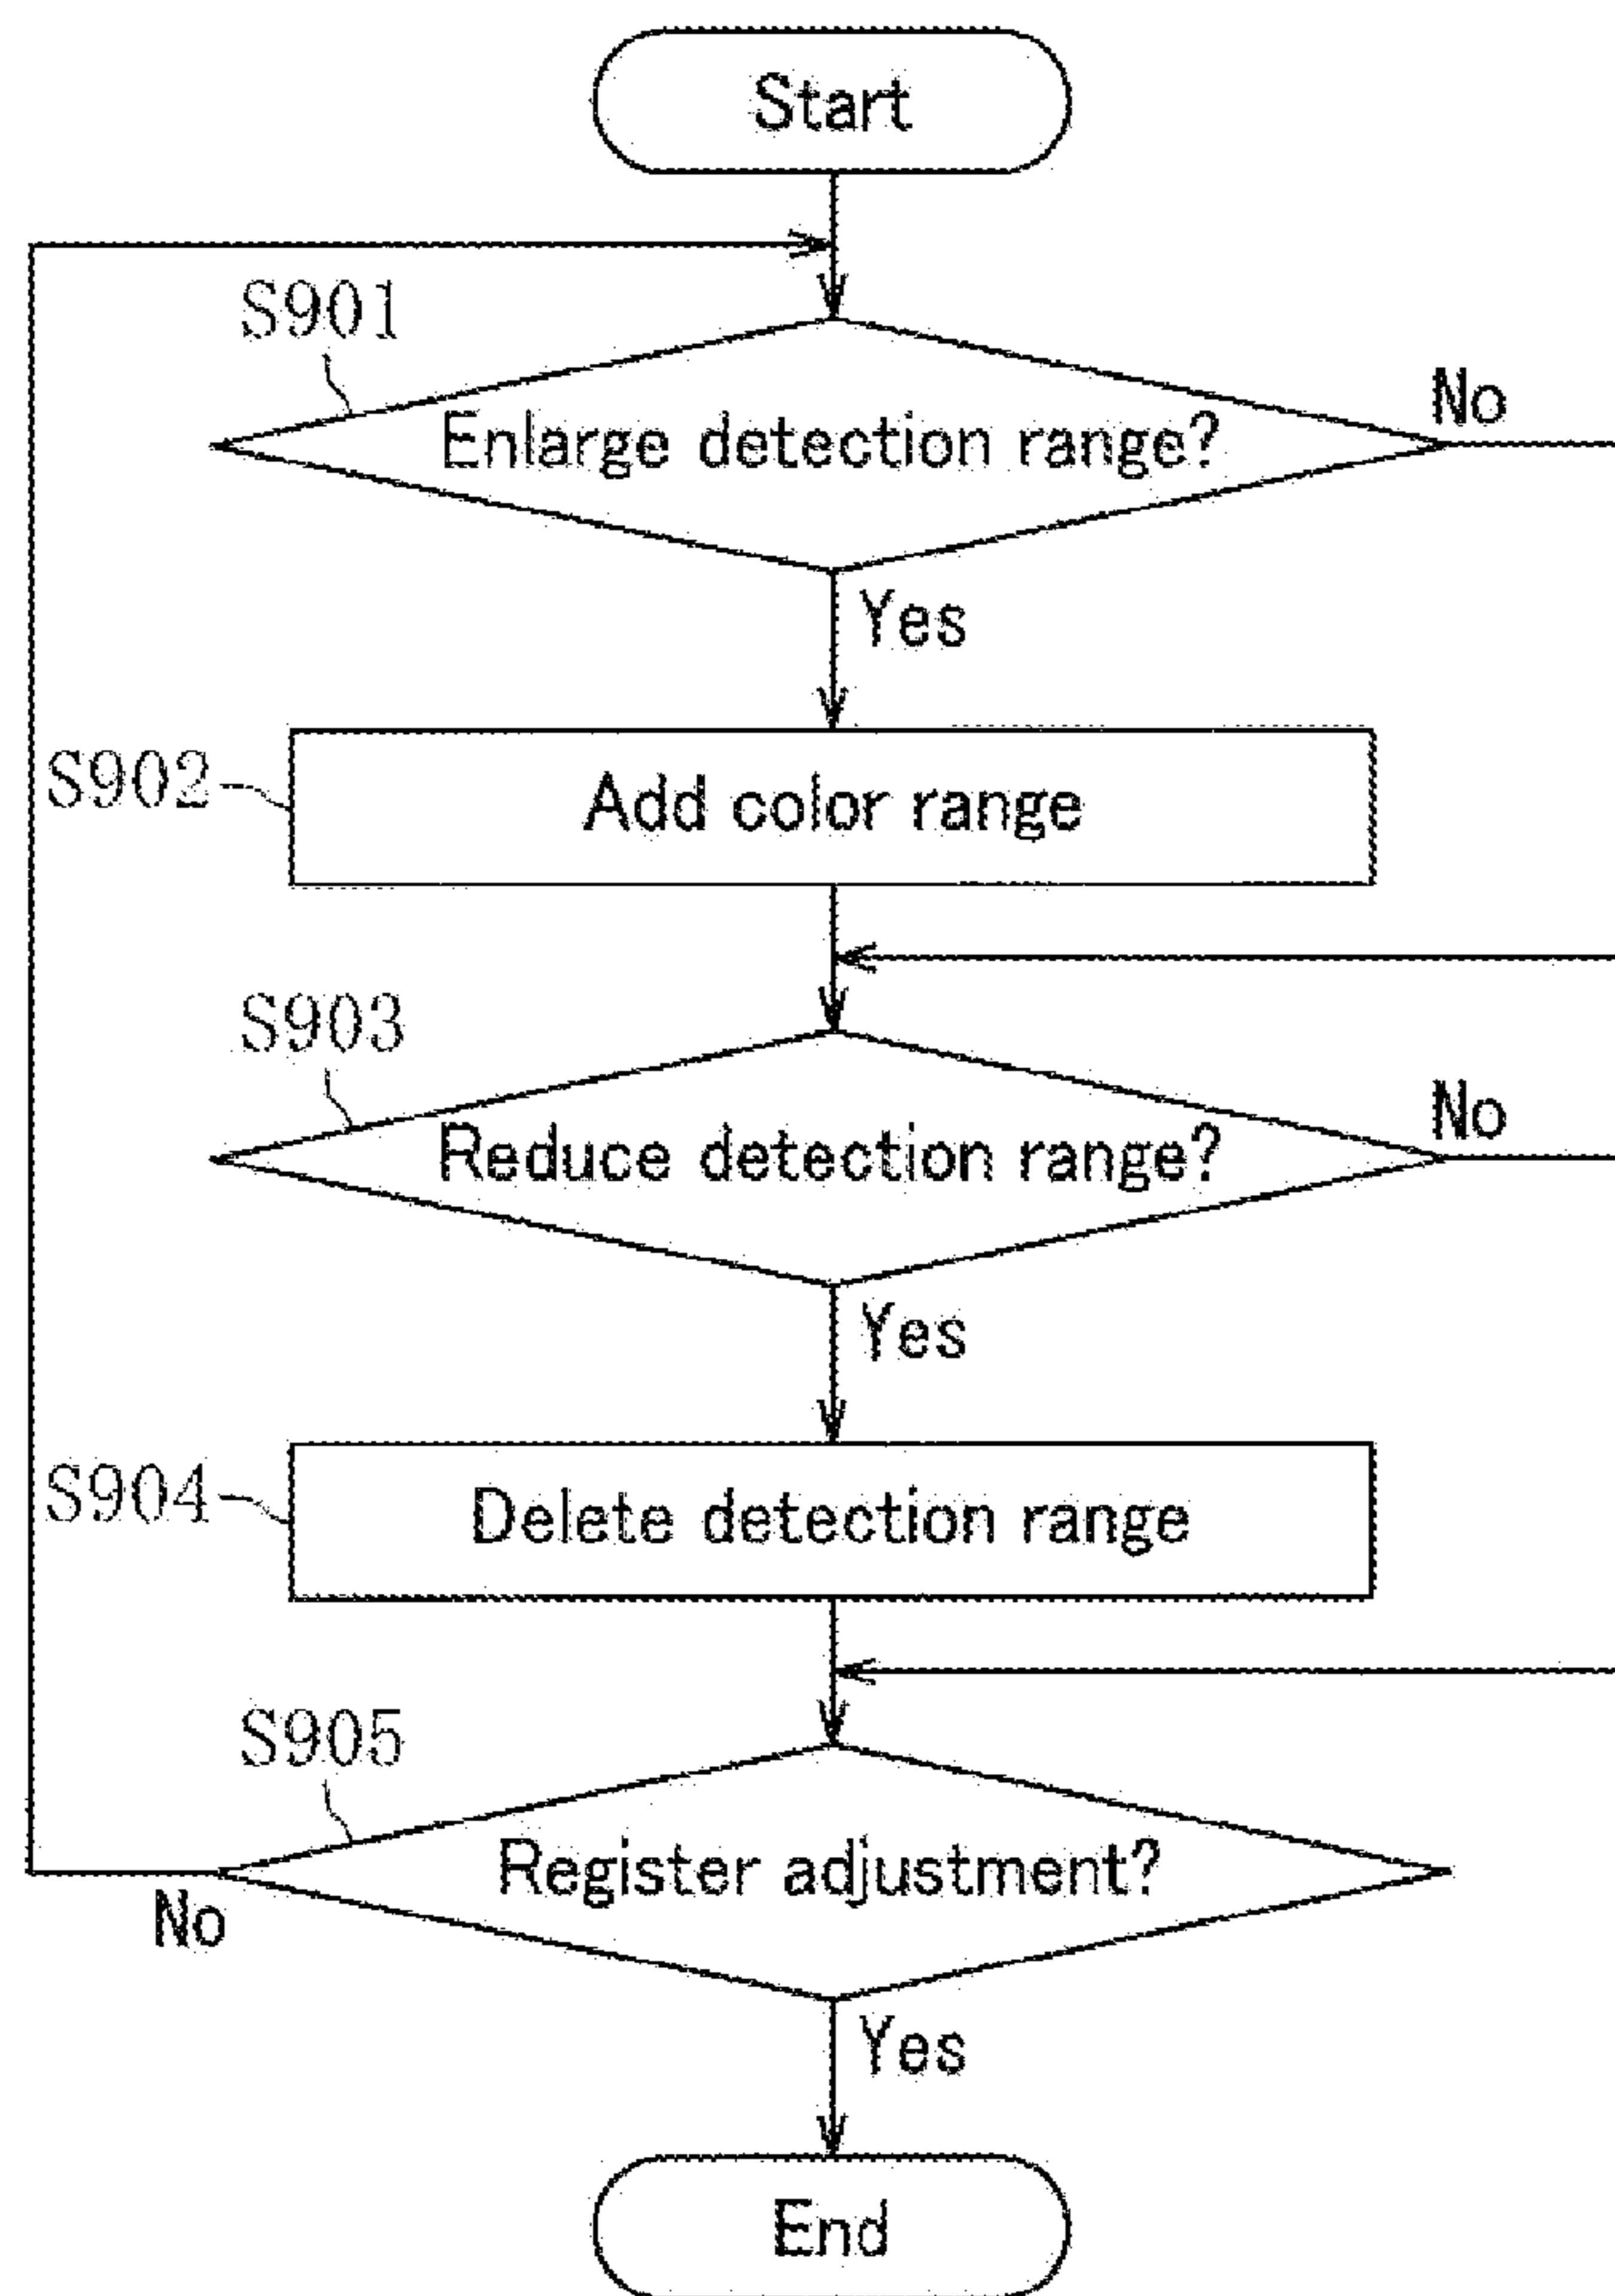 Start
S901
Enlarge detection range?
No
Yes
S902
Add color range
S903
Reduce detection range?
No
Yes
S904
Delete detection range
S905
Register adjustment?
No
Yes
End